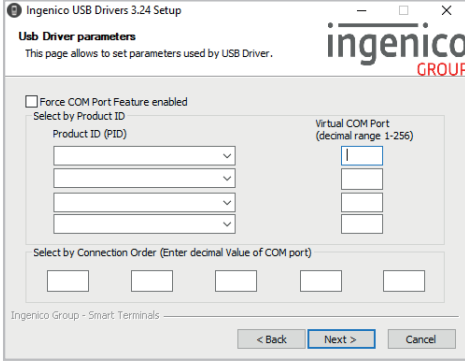 Ingenico USB Drivers 3.24 Setup
Usb Driver parameters
This page allows to set parameters used by USB Driver.
ingenico
GROUP
Force COM Port Feature enabled
Select by Product ID
Product ID (PID)
Virtual COM Port
(decimal range 1-256)
Select by Connection Order (Enter decimal Value of COM port)
Ingenico Group - Smart Terminals
< Back
Next >
Cancel